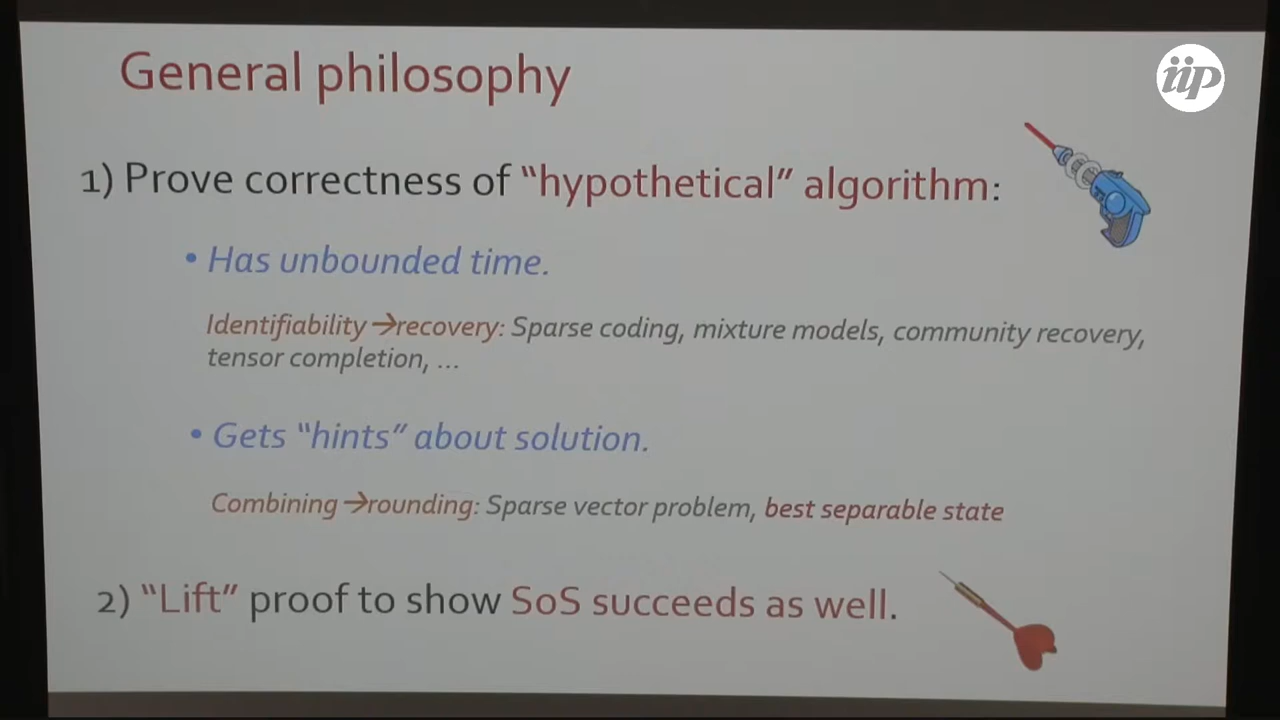 General philosophy
iip
1) Prove correctness of “hypothetical” algorithm:
• Has unbounded time.
Identifiability →recovery: Sparse coding, mixture models, community recovery,
tensor completion, ...
• Gets “hints” about solution.
Combining →rounding: Sparse vector problem, best separable state
2) “Lift” proof to show SoS succeeds as well.